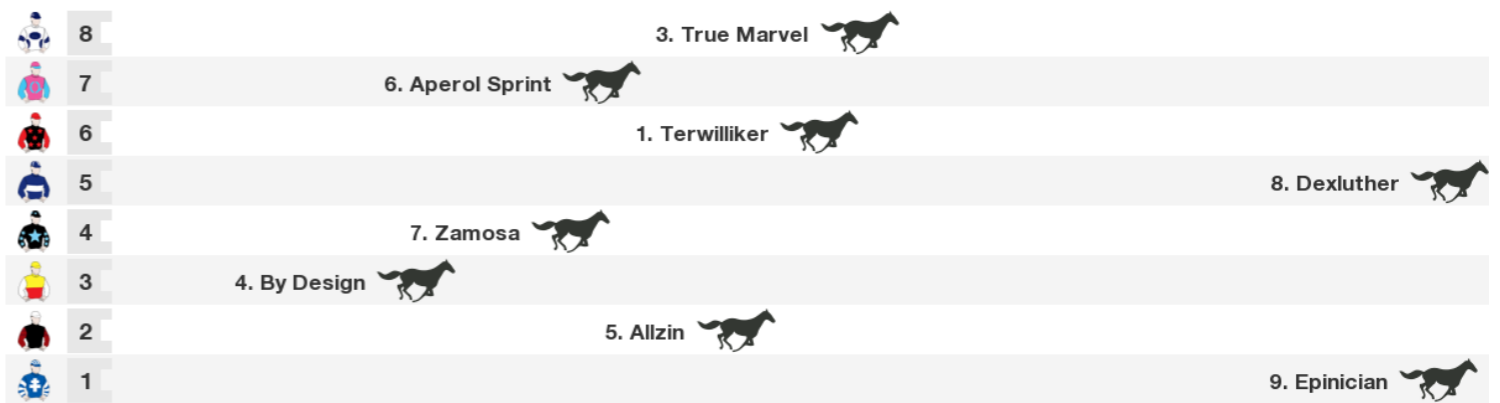 8 3. True Marvel
7 6. Aperol Sprint
6 1. Terwilliker
5 8. Dexluther
4 7. Zamosa
3 4. By Design
2 5. Allzin
1 9. Epinician